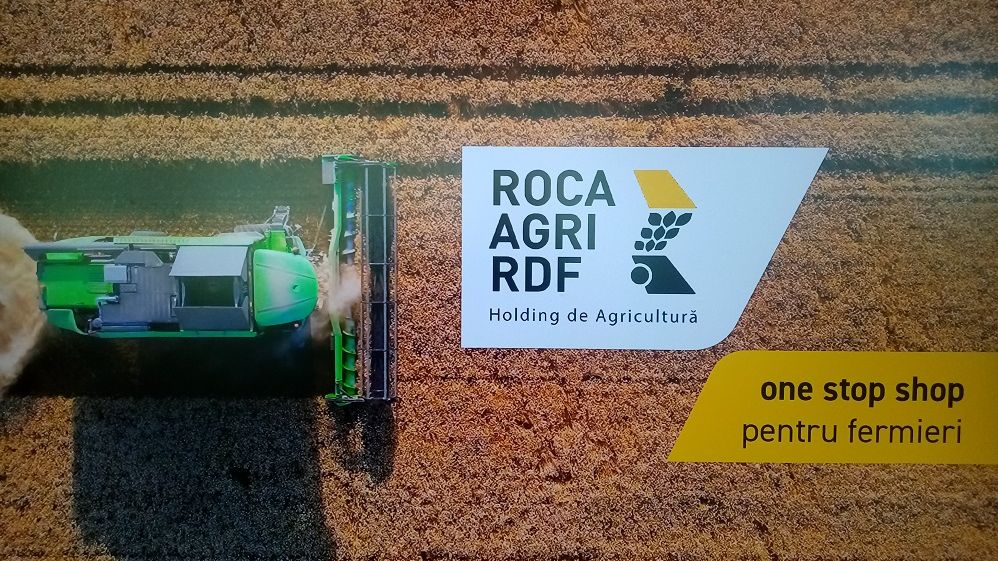 ROCA
AGRI
RDF
Holding de Agricultură
one stop shop
pentru fermieri